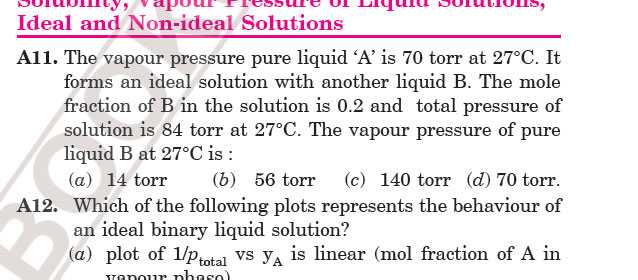 Solubility, Vapour Pressure of Liquid Solutions,
Ideal and Non-ideal Solutions
A11. The vapour pressure pure liquid ‘A’ is 70 torr at 27°C. It
forms an ideal solution with another liquid B. The mole
fraction of B in the solution is 0.2 and total pressure of
solution is 84 torr at 27°C. The vapour pressure of pure
liquid B at 27°C is :
(a) 14 torr (b) 56 torr (c) 140 torr (d) 70 torr.
A12. Which of the following plots represents the behaviour of
an ideal binary liquid solution?
(a) plot of 1/p_total vs y_A is linear (mol fraction of A in
vapour phase)